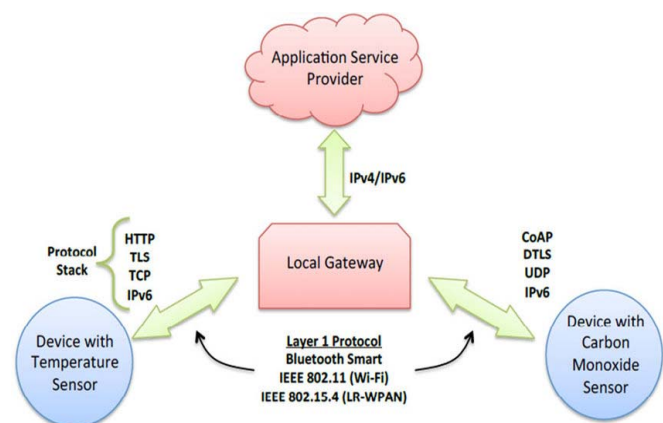 Application Service
Provider
IPv4/IPv6
HTTP
TLS
TCP
IPv6
Protocol
Stack
Local Gateway
CoAP
DTLS
UDP
IPv6
Device with
Temperature
Sensor
Layer 1 Protocol
Bluetooth Smart
IEEE 802.11 (Wi-Fi)
IEEE 802.15.4 (LR-WPAN)
Device with
Carbon
Monoxide
Sensor